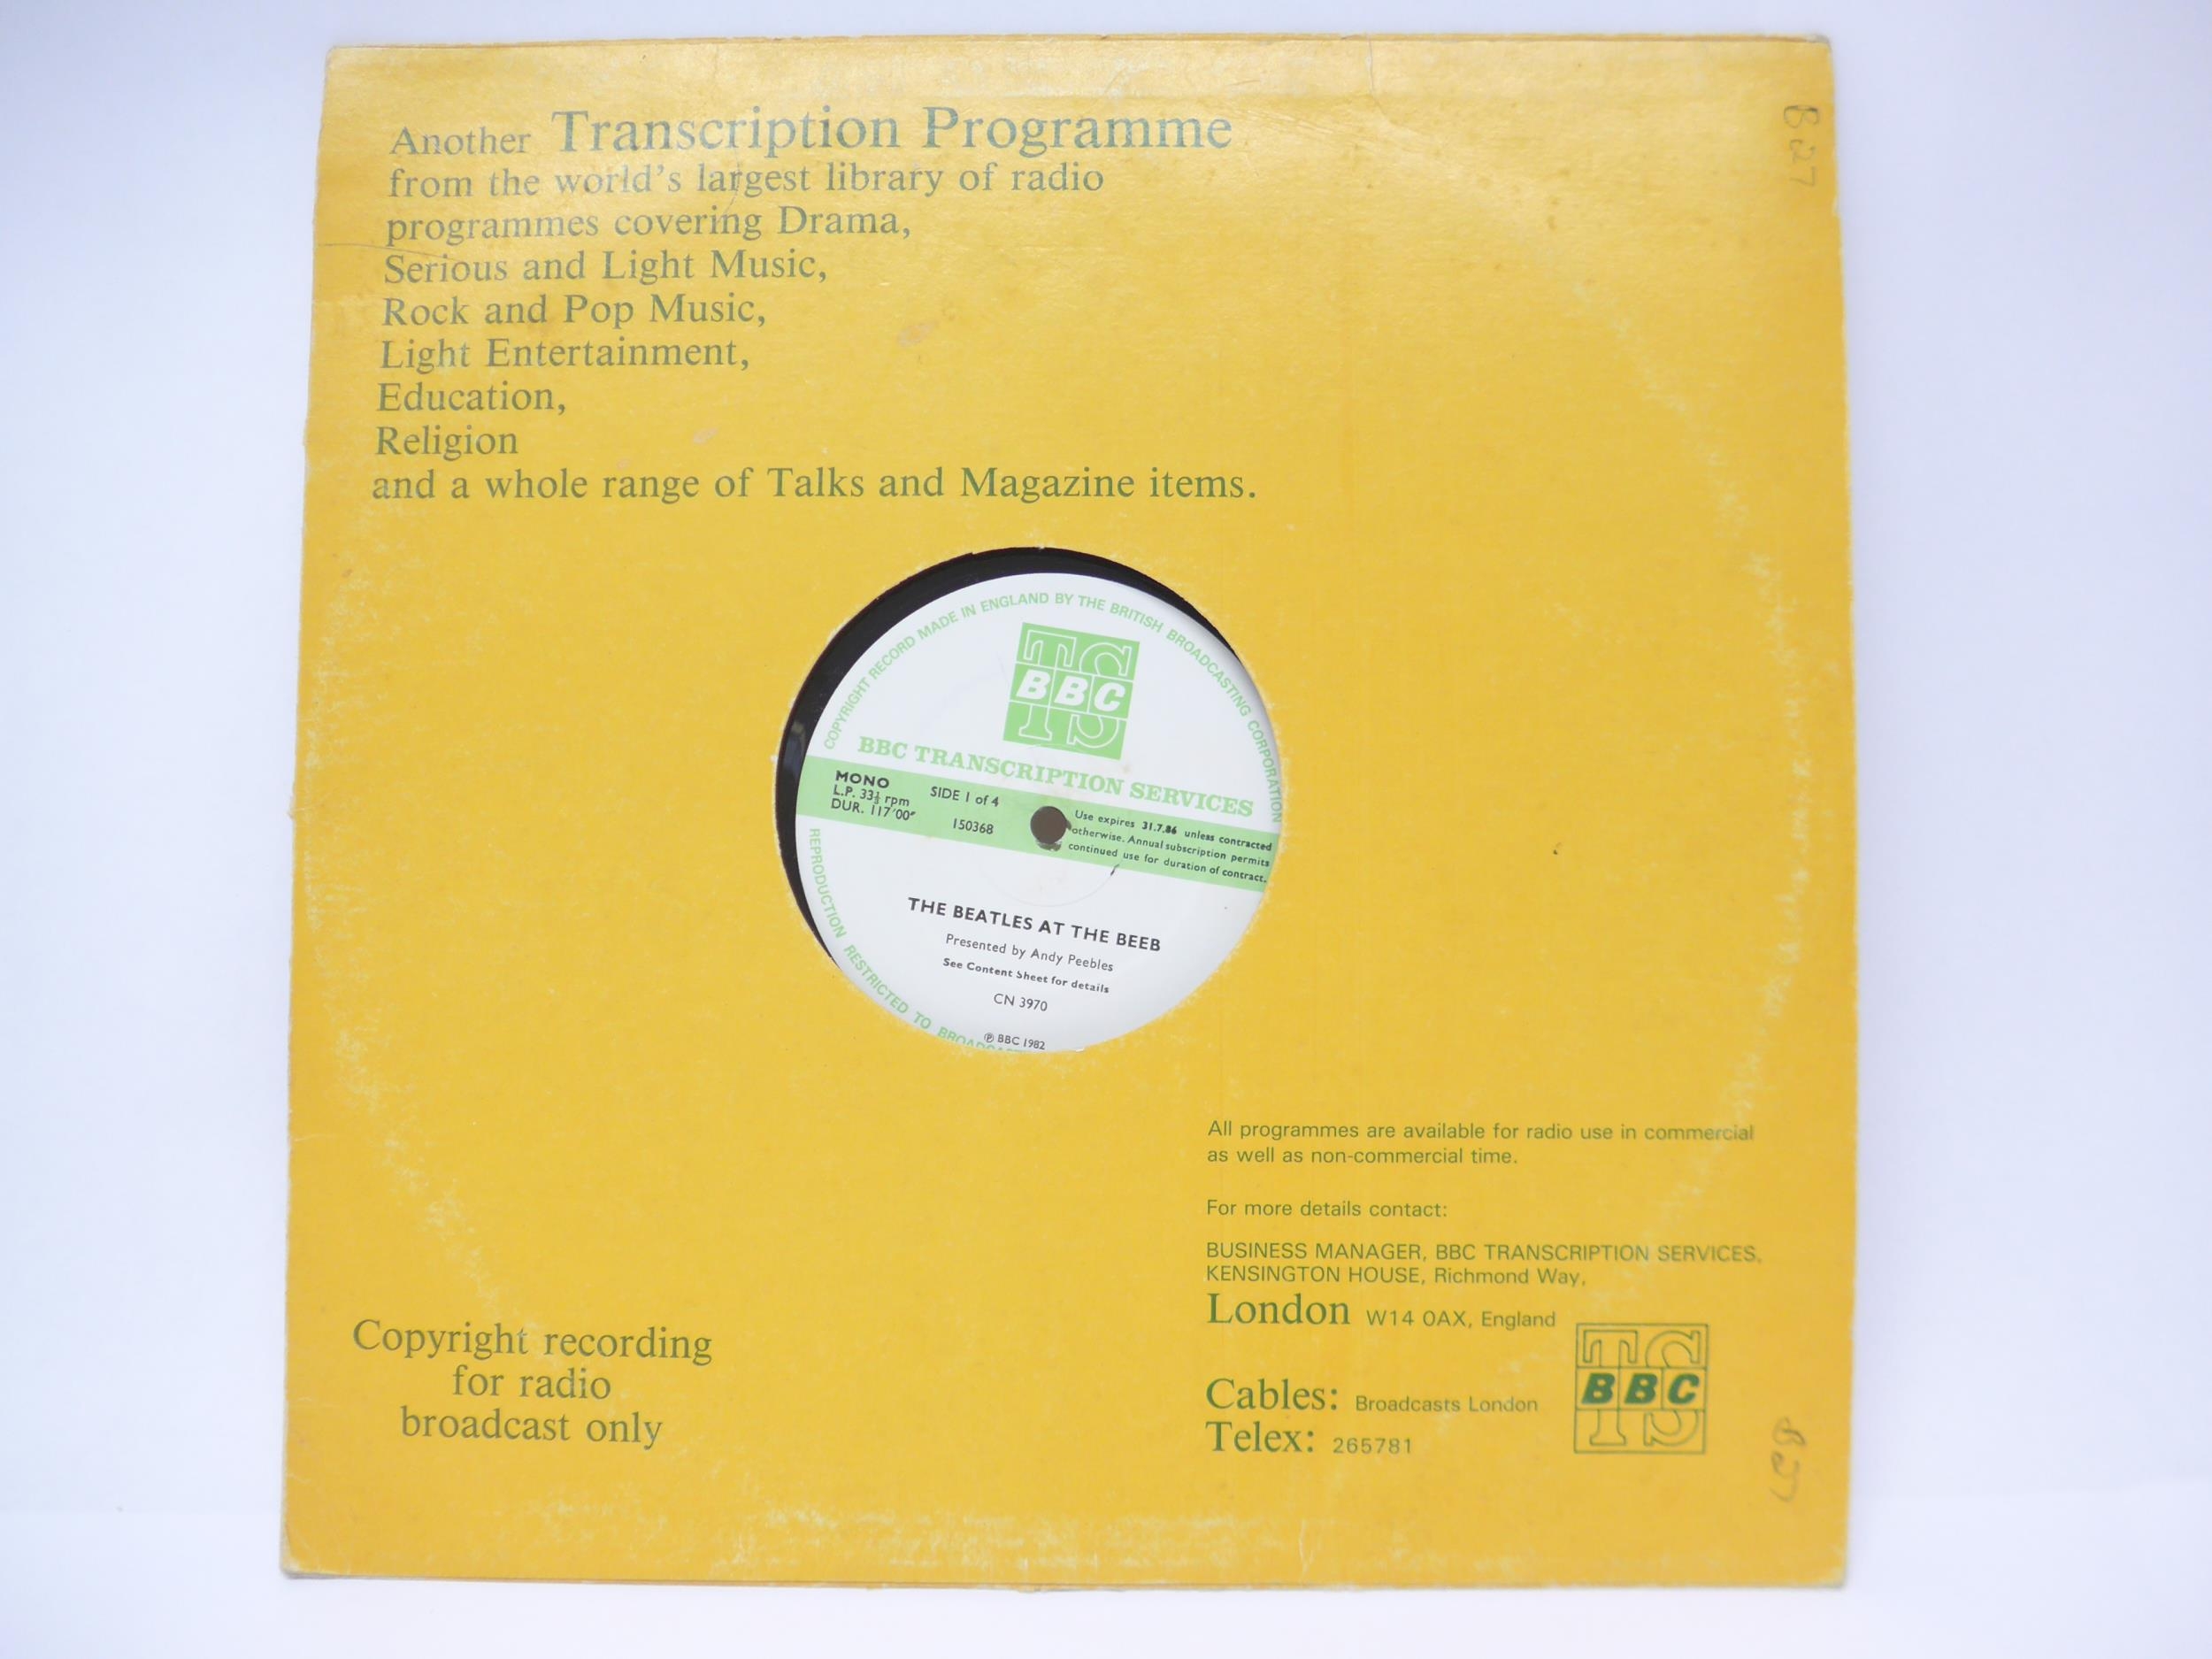 Another Transcription Programme
from the world's largest library of radio
programmes covering Drama,
Serious and Light Music,
Rock and Pop Music,
Light Entertainment,
Education,
Religion
and a whole range of Talks and Magazine items.
B27
COPYRIGHT RECORD MADE IN ENGLAND BY THE BRITISH BROADCASTING CORPORATION
TS
BBC
TS
BBC TRANSCRIPTION SERVICES
MONO
L.P. 33⅓ rpm
DUR. 117'00"
SIDE 1 of 4
150368
Use expires 31.7.86 unless contracted
otherwise. Annual subscription permits
continued use for duration of contract.
THE BEATLES AT THE BEEB
Presented by Andy Peebles
See Content Sheet for details
CN 3970
℗ BBC 1982
REPRODUCTION RESTRICTED TO
All programmes are available for radio use in commercial
as well as non-commercial time.
For more details contact:
BUSINESS MANAGER, BBC TRANSCRIPTION SERVICES,
KENSINGTON HOUSE, Richmond Way,
London W14 0AX, England
Cables: Broadcasts London
Telex: 265781
TS
BBC
TS
Copyright recording
for radio
broadcast only
B27